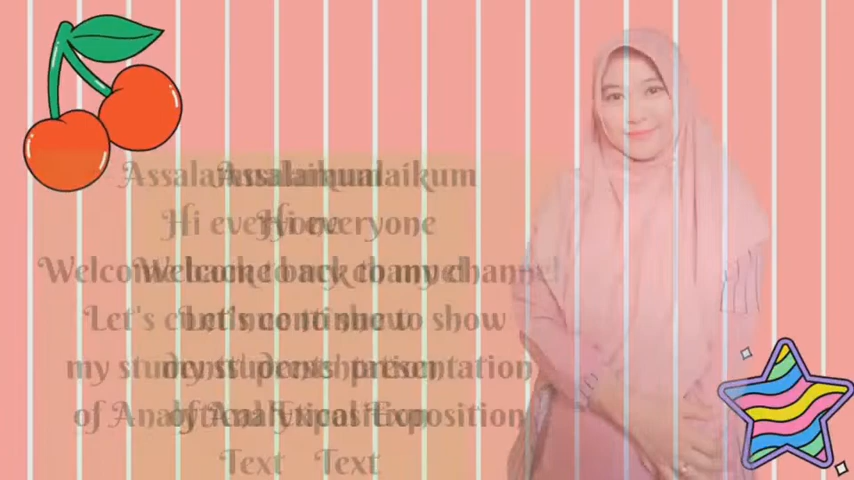 Assalamualaikum
Hi everyone
Welcome back to my channel
Let's continue to show
my students' presentation
of Analytical Exposition
Text